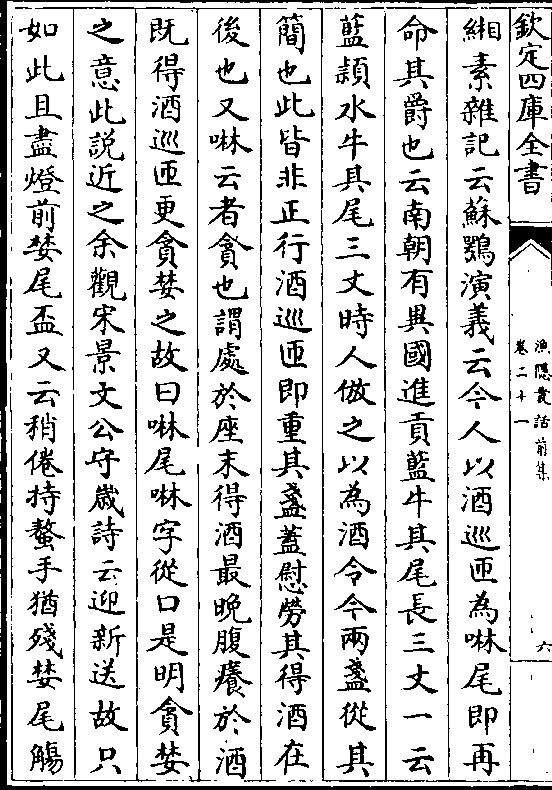 欽定四庫全書
漁隱叢話前集
卷二十一
六
緗素雜記云蘇鶚演義云今人以酒巡匝為啉尾即再
命其爵也云南朝有異國進貢藍牛其尾長三丈一云
藍頴水牛其尾三丈時人倣之以為酒令今兩盞從其
簡也此皆非正行酒巡匝即重其盞蓋慰勞其得酒在
後也又啉云者貪也謂處於座末得酒最晚腹癢於酒
既得酒巡匝更貪婪之故曰啉尾啉字從口是明貪婪
之意此説近之余觀宋景文公守歲詩云迎新送故只
如此且盡燈前婪尾盃又云稍倦持螯手猶殘婪尾觴